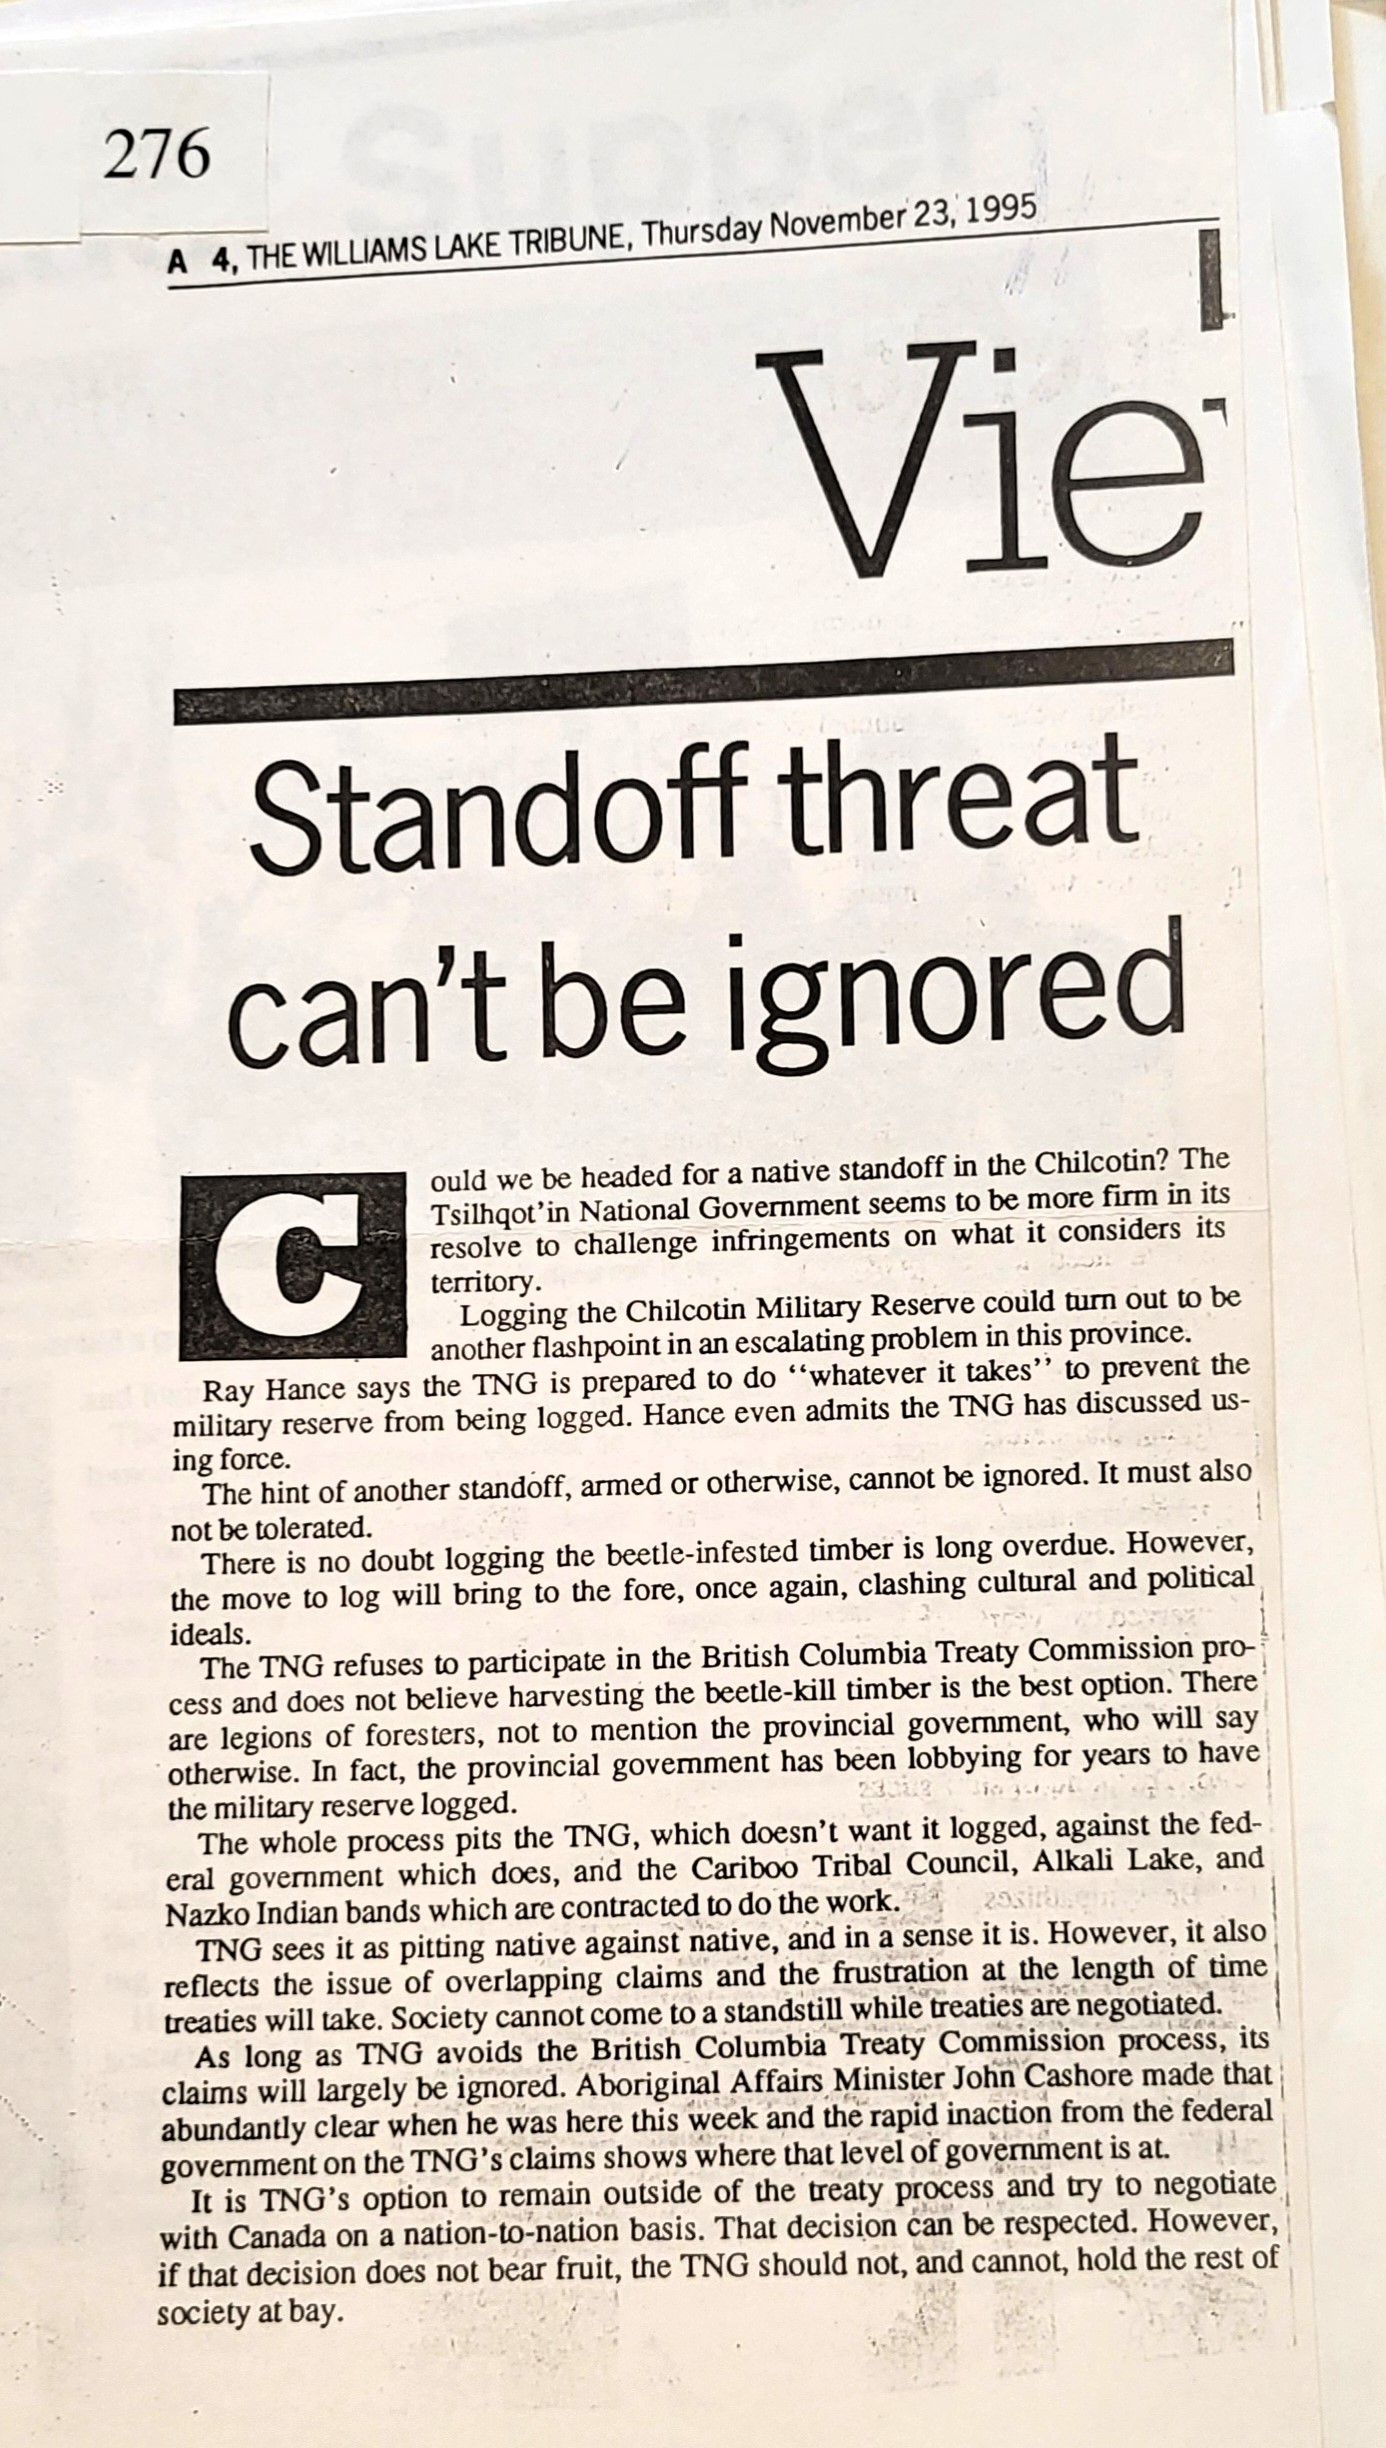 276
A 4, THE WILLIAMS LAKE TRIBUNE, Thursday November 23, 1995
Vie
Standoff threat
can't be ignored
Could we be headed for a native standoff in the Chilcotin? The
Tsilhqot'in National Government seems to be more firm in its
resolve to challenge infringements on what it considers its
territory.
Logging the Chilcotin Military Reserve could turn out to be
another flashpoint in an escalating problem in this province.
Ray Hance says the TNG is prepared to do "whatever it takes" to prevent the
military reserve from being logged. Hance even admits the TNG has discussed us-
ing force.
The hint of another standoff, armed or otherwise, cannot be ignored. It must also
not be tolerated.
There is no doubt logging the beetle-infested timber is long overdue. However,
the move to log will bring to the fore, once again, clashing cultural and political
ideals.
The TNG refuses to participate in the British Columbia Treaty Commission pro-
cess and does not believe harvesting the beetle-kill timber is the best option. There
are legions of foresters, not to mention the provincial government, who will say
otherwise. In fact, the provincial government has been lobbying for years to have
the military reserve logged.
The whole process pits the TNG, which doesn't want it logged, against the fed-
eral government which does, and the Cariboo Tribal Council, Alkali Lake, and
Nazko Indian bands which are contracted to do the work.
TNG sees it as pitting native against native, and in a sense it is. However, it also
reflects the issue of overlapping claims and the frustration at the length of time
treaties will take. Society cannot come to a standstill while treaties are negotiated.
As long as TNG avoids the British Columbia Treaty Commission process, its
claims will largely be ignored. Aboriginal Affairs Minister John Cashore made that
abundantly clear when he was here this week and the rapid inaction from the federal
government on the TNG's claims shows where that level of government is at.
It is TNG's option to remain outside of the treaty process and try to negotiate
with Canada on a nation-to-nation basis. That decision can be respected. However,
if that decision does not bear fruit, the TNG should not, and cannot, hold the rest of
society at bay.